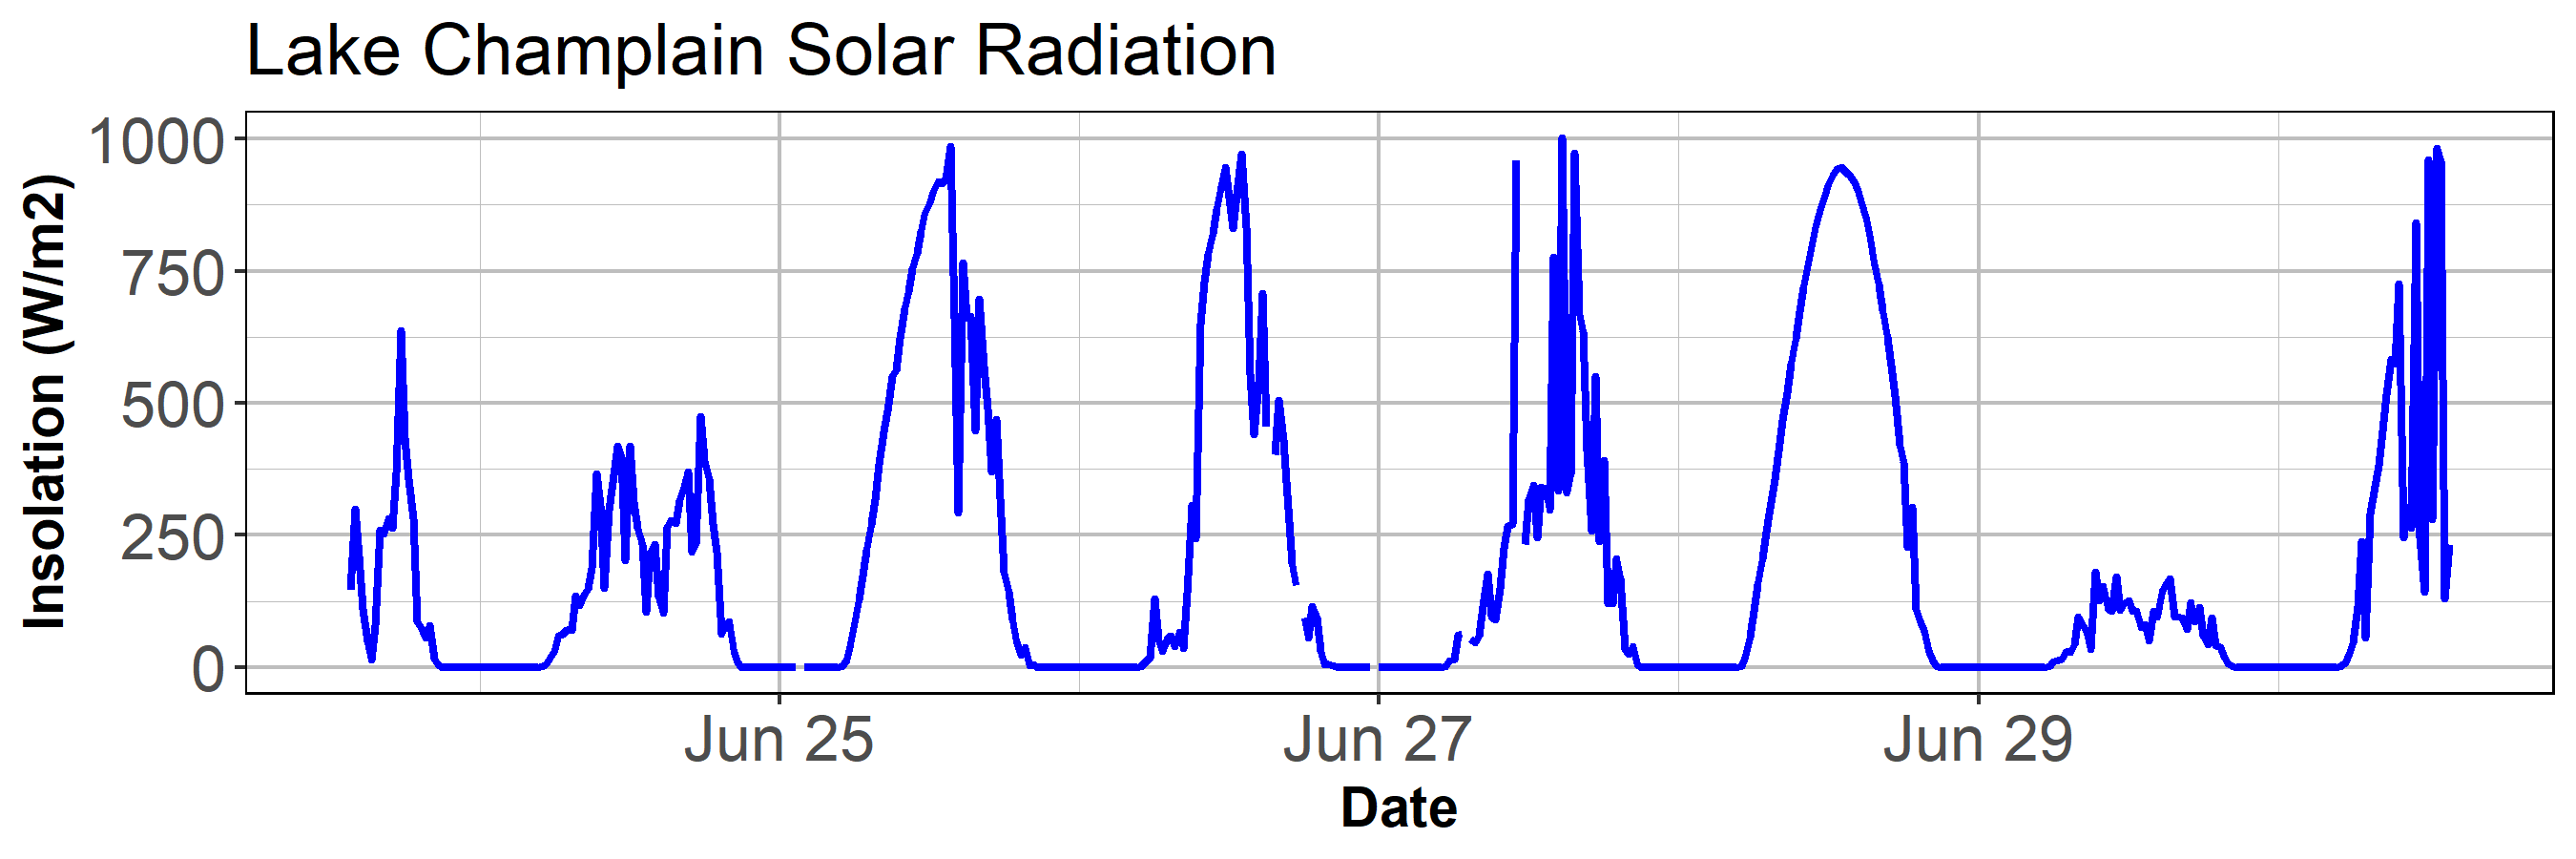 Lake Champlain Solar Radiation
1000
750
500
250
0
Insolation (W/m2)
Jun 25 Jun 27 Jun 29
Date